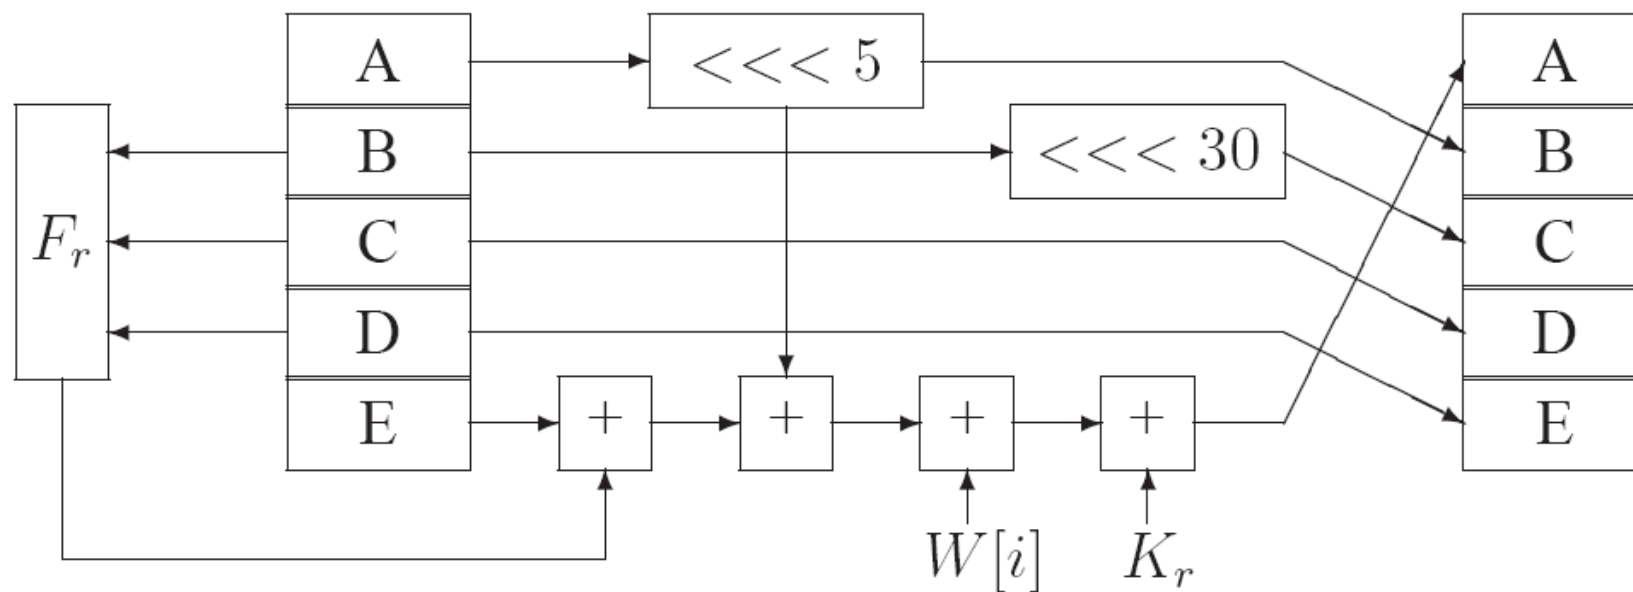 A <<< 5 A
B <<< 30 B
F_r C C
D D
E + + + + E
W[i] K_r